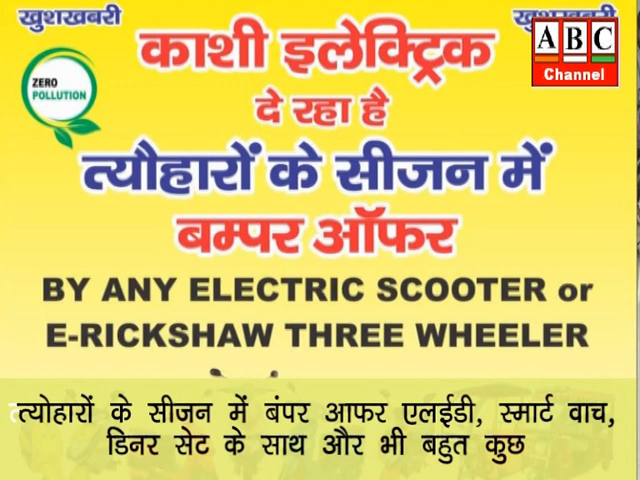 खुशखबरी खुशखबरी
ABC
Channel
काशी इलेक्ट्रिक
ZERO
POLLUTION
दे रहा है
त्यौहारों के सीजन में
बम्पर ऑफर
BY ANY ELECTRIC SCOOTER or
E-RICKSHAW THREE WHEELER
त्योहारों के सीजन में बंपर आफर एलईडी, स्मार्ट वाच,
डिनर सेट के साथ और भी बहुत कुछ